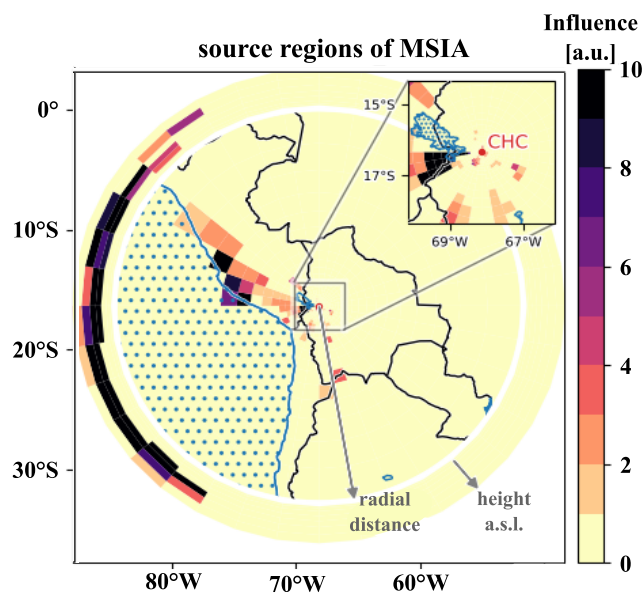 source regions of MSIA
Influence
[a.u.]
10
8
6
4
2
0
0°
10°S
20°S
30°S
80°W
70°W
60°W
15°S
17°S
69°W
67°W
CHC
radial
distance
height
a.s.l.